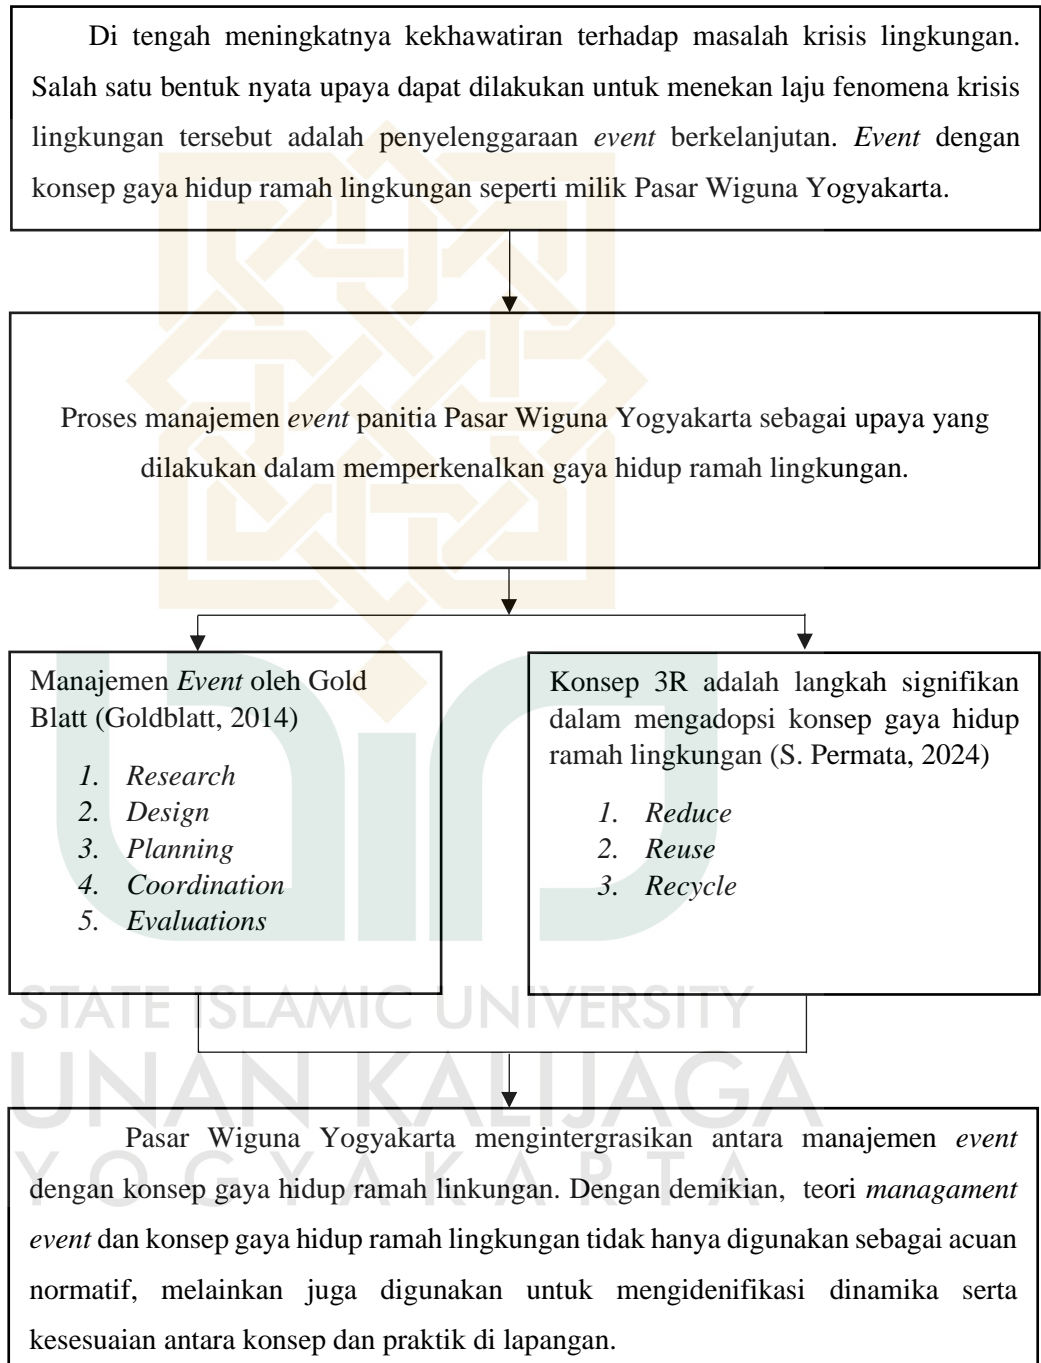 Di tengah meningkatnya kekhawatiran terhadap masalah krisis lingkungan.
Salah satu bentuk nyata upaya dapat dilakukan untuk menekan laju fenomena krisis
lingkungan tersebut adalah penyelenggaraan event berkelanjutan. Event dengan
konsep gaya hidup ramah lingkungan seperti milik Pasar Wiguna Yogyakarta.
Proses manajemen event panitia Pasar Wiguna Yogyakarta sebagai upaya yang
dilakukan dalam memperkenalkan gaya hidup ramah lingkungan.
Manajemen Event oleh Gold
Blatt (Goldblatt, 2014)
1. Research
2. Design
3. Planning
4. Coordination
5. Evaluations
Konsep 3R adalah langkah signifikan
dalam mengadopsi konsep gaya hidup
ramah lingkungan (S. Permata, 2024)
1. Reduce
2. Reuse
3. Recycle
STATE ISLAMIC UNIVERSITY
UNAN KALIJAGA
YOGYAKARTA
Pasar Wiguna Yogyakarta mengintergrasikan antara manajemen event
dengan konsep gaya hidup ramah linkungan. Dengan demikian, teori managament
event dan konsep gaya hidup ramah lingkungan tidak hanya digunakan sebagai acuan
normatif, melainkan juga digunakan untuk mengidenifikasi dinamika serta
kesesuaian antara konsep dan praktik di lapangan.